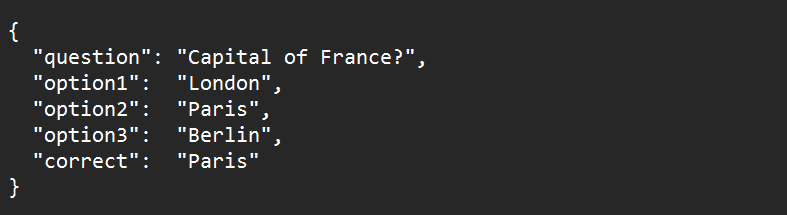 {
  "question": "Capital of France?",
  "option1":  "London",
  "option2":  "Paris",
  "option3":  "Berlin",
  "correct":  "Paris"
}